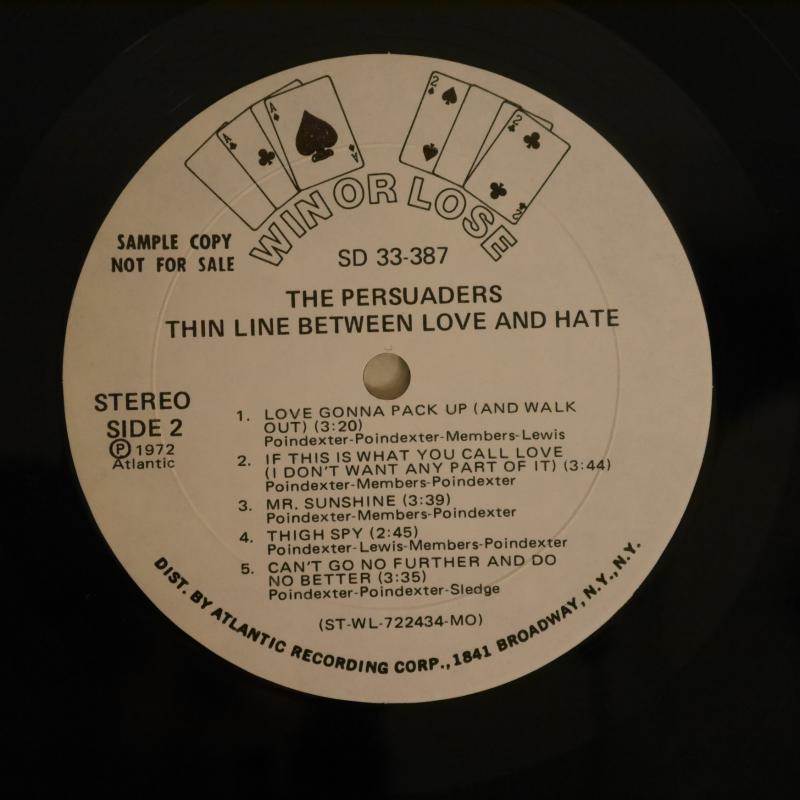 WIN OR LOSE
SAMPLE COPY
NOT FOR SALE
SD 33-387
THE PERSUADERS
THIN LINE BETWEEN LOVE AND HATE
STEREO
SIDE 2
Ⓟ 1972
Atlantic
1. LOVE GONNA PACK UP (AND WALK
OUT) (3:20)
Poindexter-Poindexter-Members-Lewis
2. IF THIS IS WHAT YOU CALL LOVE
(I DON'T WANT ANY PART OF IT) (3:44)
Poindexter-Members-Poindexter
3. MR. SUNSHINE (3:39)
Poindexter-Members-Poindexter
4. THIGH SPY (2:45)
Poindexter-Lewis-Members-Poindexter
5. CAN'T GO NO FURTHER AND DO
NO BETTER (3:35)
Poindexter-Poindexter-Sledge
(ST-WL-722434-MO)
DIST. BY ATLANTIC RECORDING CORP., 1841 BROADWAY, N.Y., N.Y.